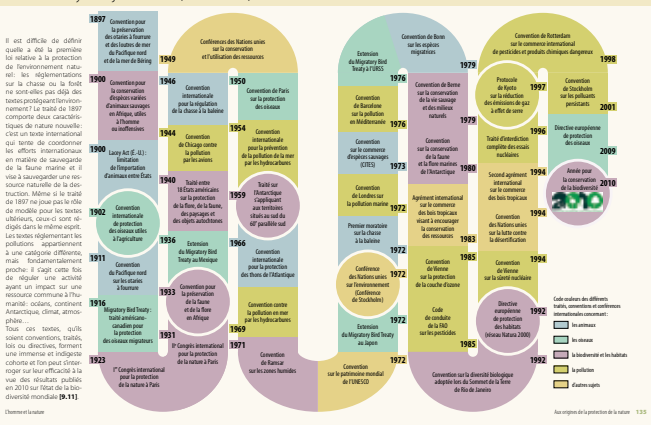 Il est difficile de définir
quelle a été la première
loi relative à la protection
de l'environnement natu-
rel: les réglementations
sur la chasse ou la forêt
ne sont-elles pas déjà des
textes protégeant l'environ-
nement? Le traité de 1897
comporte deux caractéris-
tiques de nature nouvelle:
c'est un texte international
qui tente de coordonner
les efforts internationaux
en matière de sauvegarde
de la faune marine et il
vise à sauvegarder une res-
source naturelle de la des-
truction. Même si le traité
de 1897 ne joue pas le rôle
de modèle pour les textes
ultérieurs, ceux-ci sont ré-
digés dans le même esprit.
Les textes réglementant les
pollutions appartiennent
à une catégorie différente,
mais fondamentalement
proche: il s'agit cette fois
de réguler une activité
ayant un impact sur une
ressource commune à l'hu-
manité: océans, continent
Antarctique, climat, atmos-
phère…
Tous ces textes, qu'ils
soient conventions, traités,
lois ou directives, forment
une immense et indigeste
cohorte et l'on peut s'inter-
roger sur leur efficacité à la
vue des résultats publiés
en 2010 sur l'état de la bio-
diversité mondiale [9.11].
1897
Convention pour
la préservation
des otaries à fourrure
et des loutres de mer
du Pacifique nord
et de la mer de Béring
1900
Convention pour
la préservation
d'espèces variées
d'animaux sauvages
en Afrique, utiles
à l'homme
ou inoffensives
1900
Lacey Act (É.-U.):
limitation
de l'importation
d'animaux entre États
1902
Convention
internationale
de protection
des oiseaux utiles
à l'agriculture
1911
Convention
du Pacifique nord
sur les otaries
à fourrure
1916
Migratory Bird Treaty:
traité américano-
canadien pour
la protection
des oiseaux migrateurs
1923
Ier Congrès international
pour la protection
de la nature à Paris
1931
IIe Congrès international
pour la protection
de la nature à Paris
1933
Convention
pour la
préservation
de la faune
et de la flore
en Afrique
1936
Extension
du Migratory Bird
Treaty au Mexique
1940
Traité entre
18 États américains
sur la protection
de la flore, de la faune,
des paysages et
des objets autochtones
1944
Convention
de Chicago contre
la pollution
par les avions
1946
Convention
internationale
pour la régulation
de la chasse à la baleine
1949
Conférences des Nations unies
sur la conservation
et l'utilisation des ressources
1950
Convention de Paris
sur la protection
des oiseaux
1954
Convention
internationale
pour la prévention
de la pollution de la mer
par les hydrocarbures
1959
Traité sur
l'Antarctique
s'appliquant
aux territoires
situés au sud du
60e parallèle sud
1966
Convention
internationale
pour la protection
des thons de l'Atlantique
1969
Convention contre
la pollution en mer
par les hydrocarbures
1971
Convention
de Ramsar
sur les zones humides
1972
Convention
sur le patrimoine mondial
de l'UNESCO
1972
Extension
du Migratory Bird Treaty
au Japon
1972
Conférence
des Nations unies
sur l'environnement
(Conférence
de Stockholm)
1972
Premier moratoire
sur la chasse
à la baleine
1972
Convention
de Londres sur
la pollution marine
1973
Convention
sur le commerce
d'espèces sauvages
(CITES)
1976
Convention
de Barcelone
sur la pollution
en Méditerranée
1976
Extension
du Migratory Bird
Treaty à l'URSS
1979
Convention de Bonn
sur les espèces
migratrices
1979
Convention de Berne
sur la conservation
de la vie sauvage
et des milieux
naturels
1980
Convention
sur la conservation
de la faune
et la flore marines
de l'Antarctique
1983
Agrément international
sur le commerce
des bois tropicaux
visant à encourager
la conservation
des ressources
1985
Convention
de Vienne
sur la protection de
la couche d'ozone
1985
Code
de conduite
de la FAO
sur les pesticides
1992
Convention sur la diversité biologique
adoptée lors du Sommet de la Terre
de Rio de Janeiro
1992
Directive
européenne
de protection
des habitats
(réseau Natura 2000)
1994
Convention
de Vienne
sur la sûreté nucléaire
1994
Convention
des Nations unies
sur la lutte contre
la désertification
1994
Second agrément
international
sur le commerce
des bois tropicaux
1996
Traité d'interdiction
complète des essais
nucléaires
1997
Protocole
de Kyoto
sur la réduction
des émissions de gaz
à effet de serre
1998
Convention de Rotterdam
sur le commerce international
de pesticides et produits chimiques dangereux
2001
Convention
de Stockholm
sur les polluants
persistants
2009
Directive européenne
de protection
des oiseaux
2010
Année pour
la conservation
de la biodiversité
2010
Code couleurs des différents
traités, conventions et conférences
internationales concernant:
les animaux
les oiseaux
la biodiversité et les habitats
la pollution
d'autres sujets
L'homme et la nature
Aux origines de la protection de la nature 135